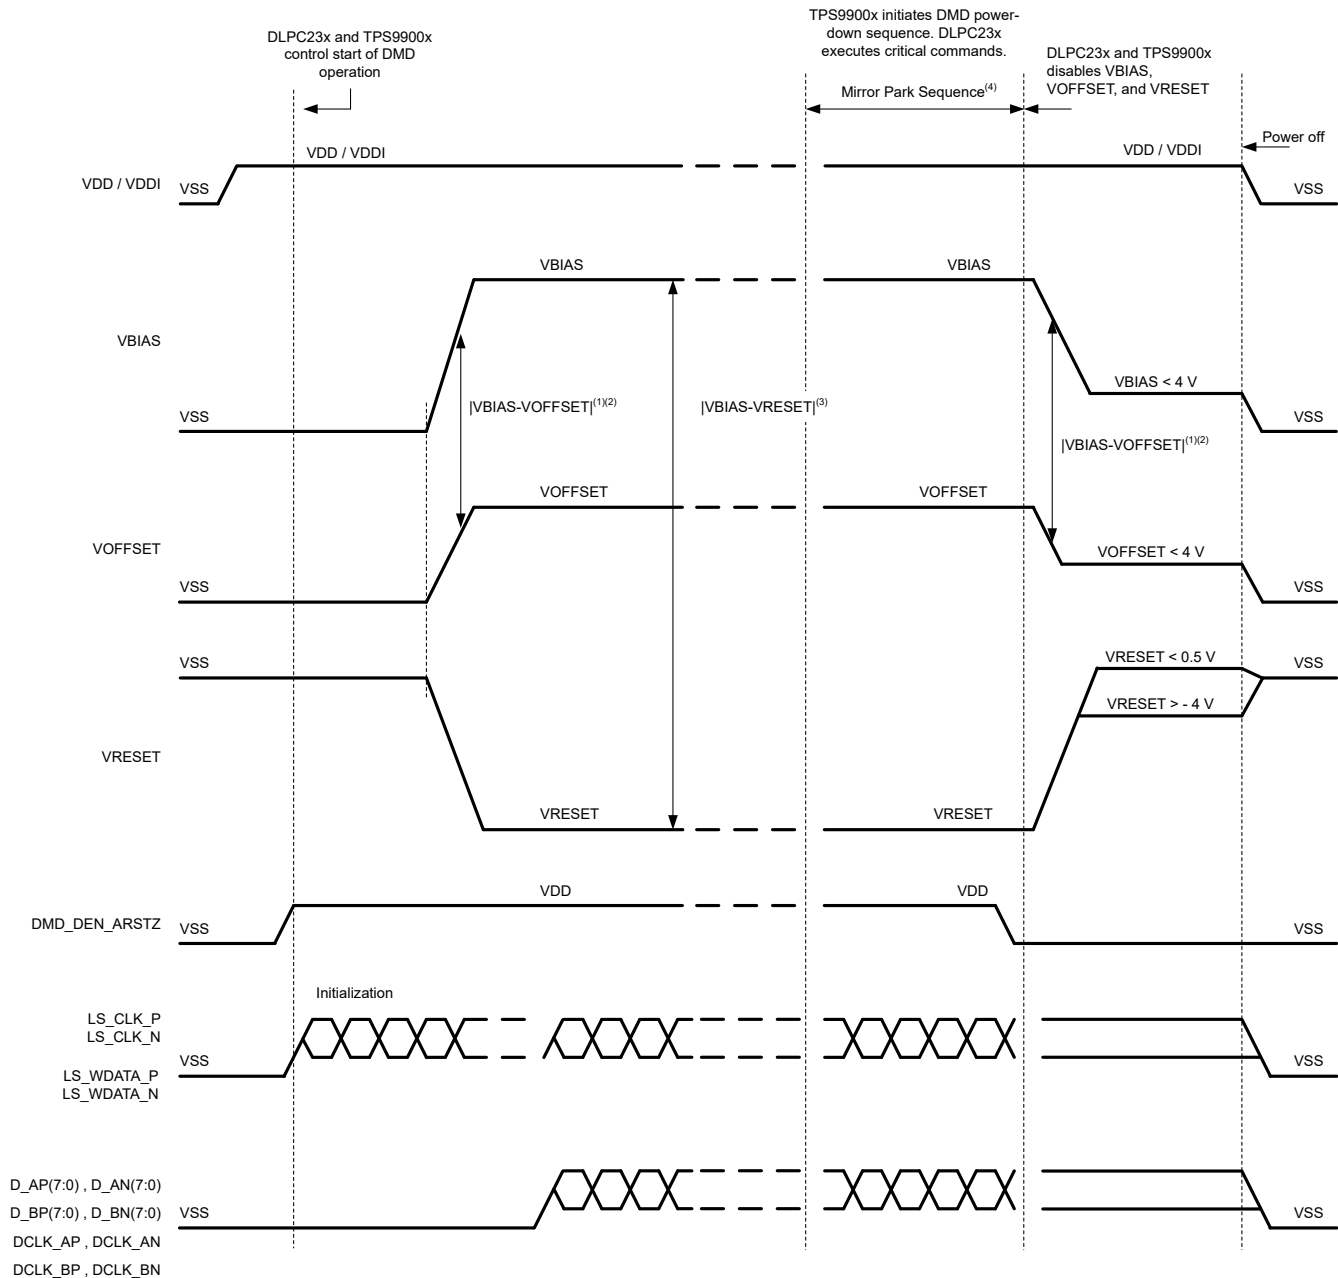 TPS9900x initiates DMD power-
down sequence. DLPC23x
executes critical commands.
DLPC23x and TPS9900x
control start of DMD
operation
DLPC23x and TPS9900x
disables VBIAS,
VOFFSET, and VRESET
Mirror Park Sequence(4)
Power off
VDD / VDDI
VSS
VDD / VDDI
VDD / VDDI
VSS
VBIAS
VBIAS
VBIAS
VSS
|VBIAS-VOFFSET|(1)(2)
|VBIAS-VRESET|(3)
VBIAS < 4 V
VSS
|VBIAS-VOFFSET|(1)(2)
VOFFSET
VSS
VOFFSET
VOFFSET
VOFFSET < 4 V
VSS
VRESET
VSS
VRESET
VRESET
VRESET < 0.5 V
VRESET > - 4 V
VSS
DMD_DEN_ARSTZ
VSS
VDD
VDD
VSS
Initialization
LS_CLK_P
LS_CLK_N
VSS
VSS
LS_WDATA_P
LS_WDATA_N
D_AP(7:0) , D_AN(7:0)
D_BP(7:0) , D_BN(7:0)
VSS
VSS
DCLK_AP , DCLK_AN
DCLK_BP , DCLK_BN